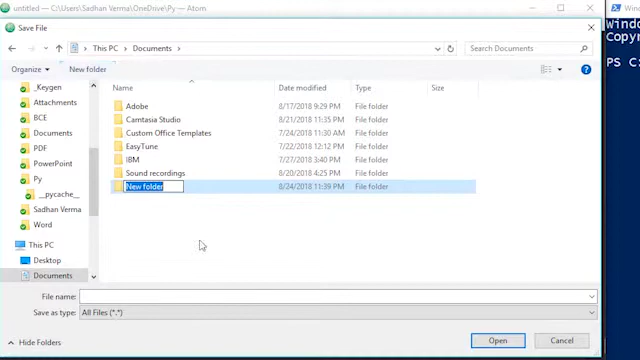 untitled — C:\Users\Sadhan Verma\OneDrive\Py — Atom
Windo
Save File
Copyr
This PC > Documents >
Search Documents
PS C:
Organize
New folder
_Keygen
Attachments
BCE
Documents
PDF
PowerPoint
Py
__pycache__
Sadhan Verma
Word
This PC
Desktop
Documents
Name Date modified Type Size
Adobe 8/17/2018 9:29 PM File folder
Camtasia Studio 8/21/2018 11:35 PM File folder
Custom Office Templates 7/24/2018 11:30 AM File folder
EasyTune 7/22/2018 12:12 PM File folder
IBM 7/27/2018 3:40 PM File folder
Sound recordings 8/20/2018 4:25 PM File folder
New folder 8/24/2018 11:39 PM File folder
File name:
Save as type: All Files (*.*)
Hide Folders
Open
Cancel